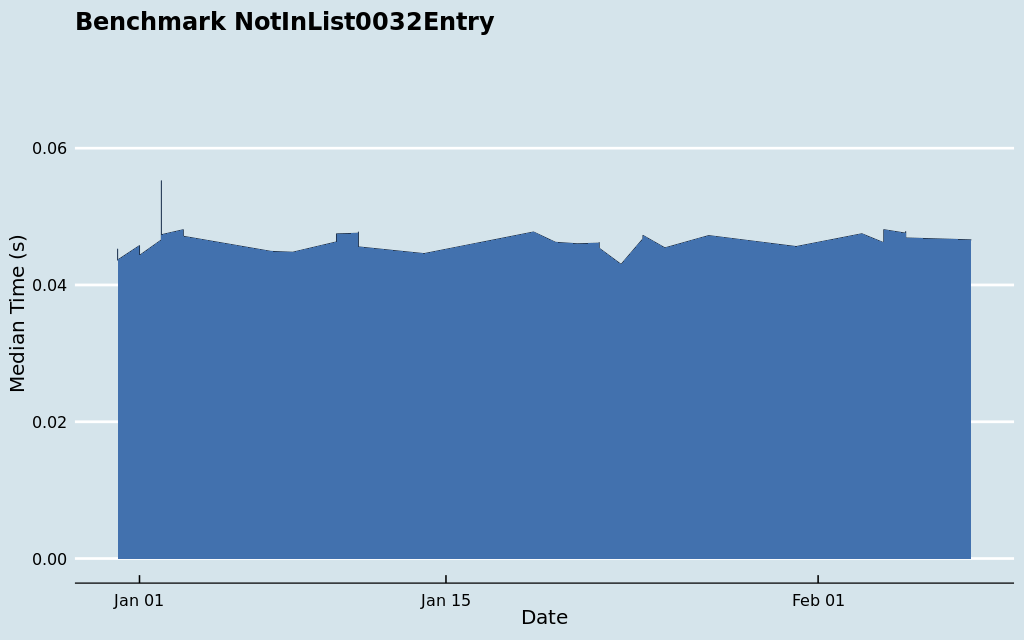 Benchmark NotInList0032Entry
0.06
0.04
0.02
0.00
Median Time (s)
Jan 01
Jan 15
Feb 01
Date